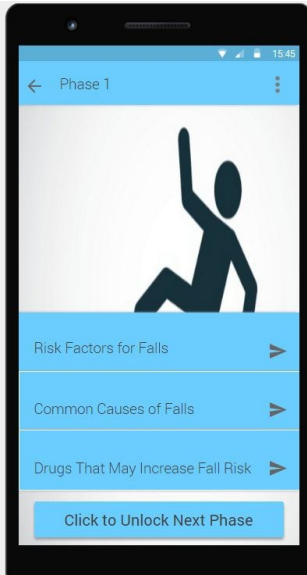 15:45
Phase 1
Risk Factors for Falls
Common Causes of Falls
Drugs That May Increase Fall Risk
Click to Unlock Next Phase